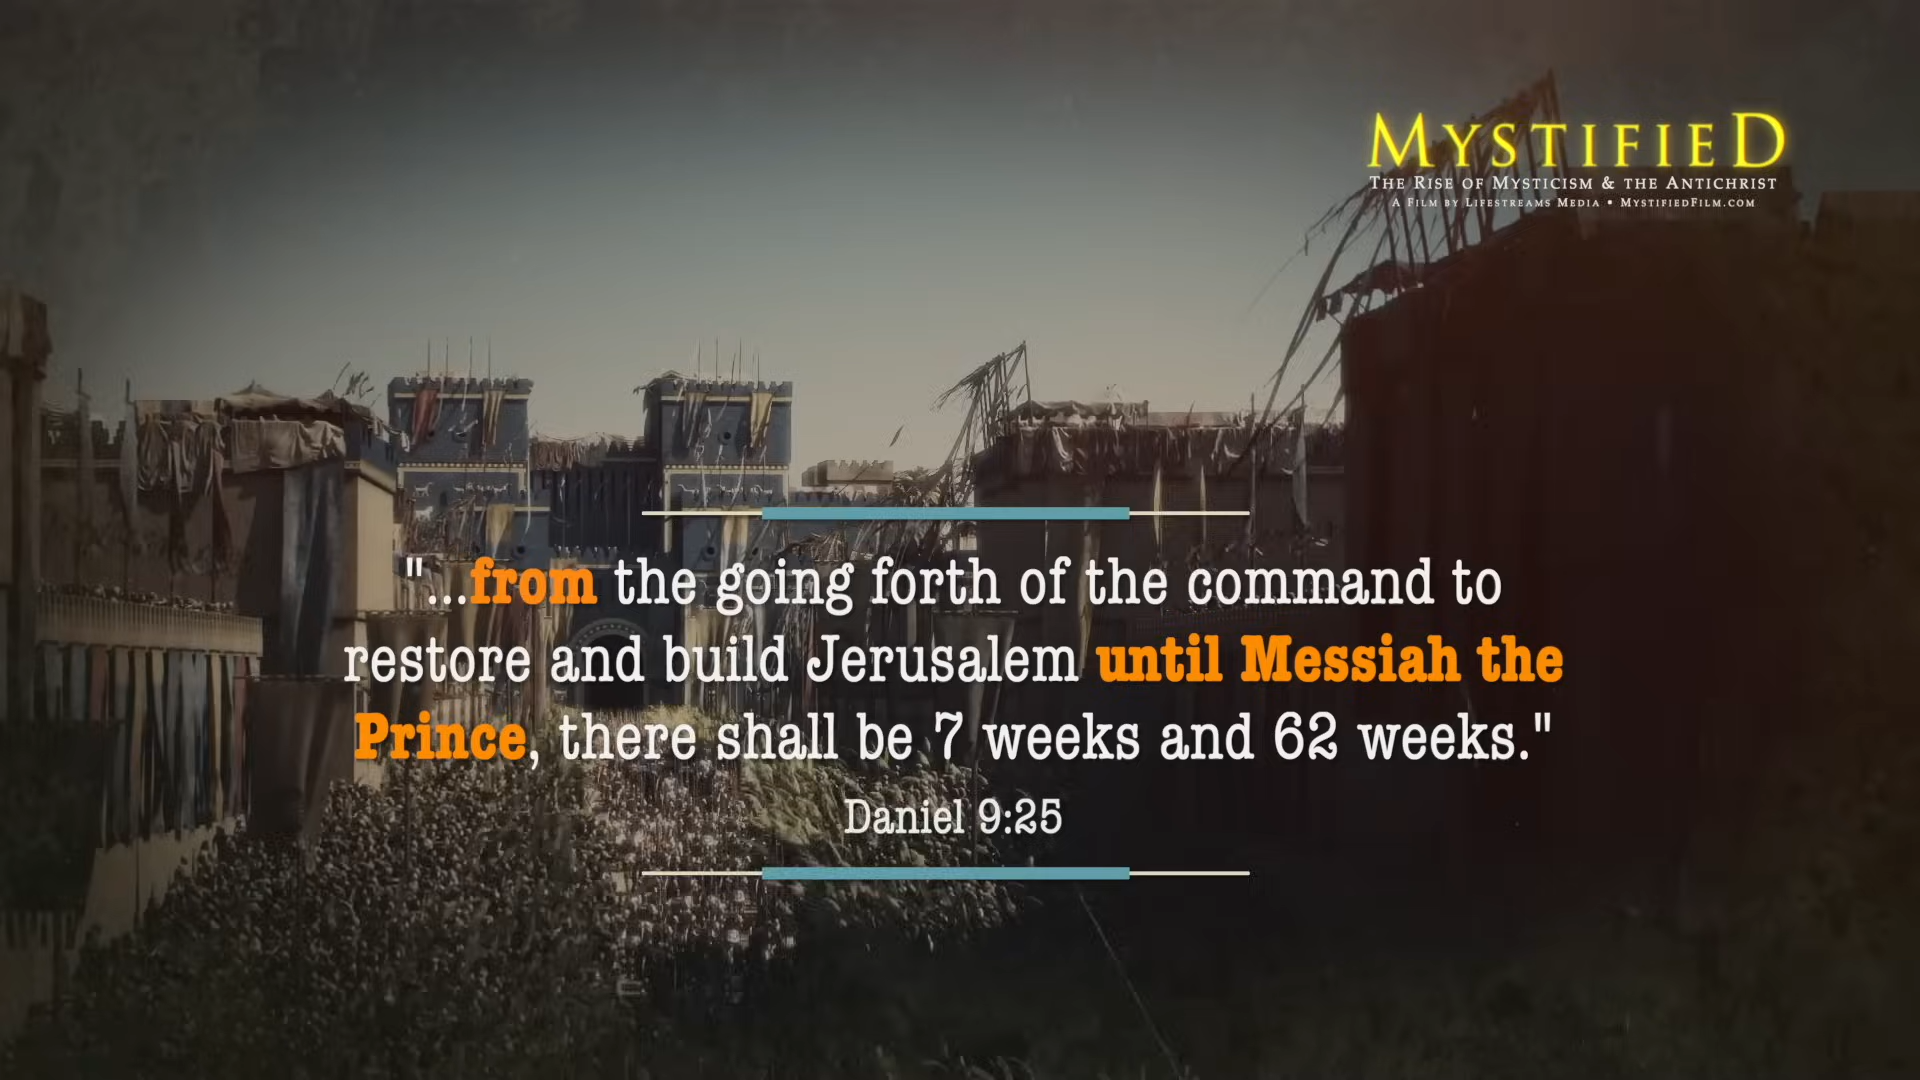 MYSTIFIED
THE RISE OF MYSTICISM & THE ANTICHRIST
A FILM BY LIFESTREAMS MEDIA • MYSTIFIEDFILM.COM
"...from the going forth of the command to
restore and build Jerusalem until Messiah the
Prince, there shall be 7 weeks and 62 weeks."
Daniel 9:25